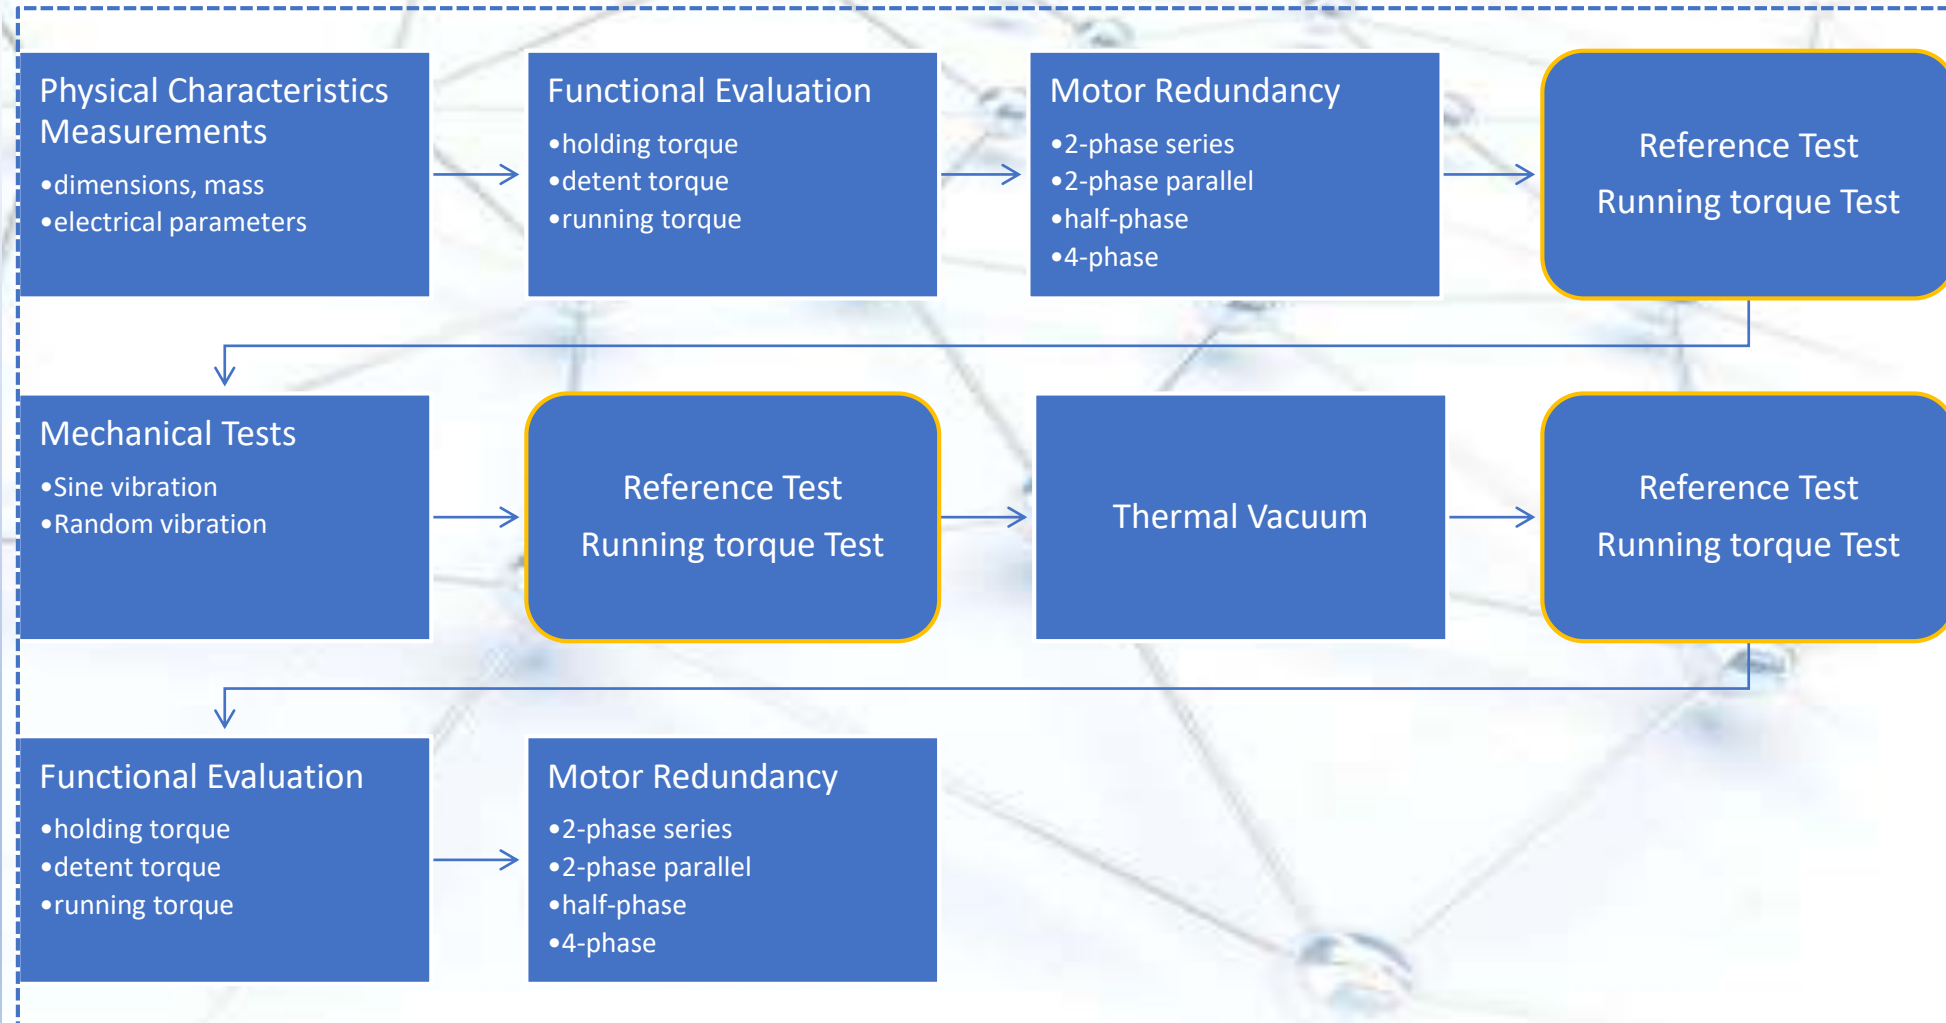 Physical Characteristics
Measurements
•dimensions, mass
•electrical parameters
Functional Evaluation
•holding torque
•detent torque
•running torque
Motor Redundancy
•2-phase series
•2-phase parallel
•half-phase
•4-phase
Reference Test
Running torque Test
Mechanical Tests
•Sine vibration
•Random vibration
Reference Test
Running torque Test
Thermal Vacuum
Reference Test
Running torque Test
Functional Evaluation
•holding torque
•detent torque
•running torque
Motor Redundancy
•2-phase series
•2-phase parallel
•half-phase
•4-phase